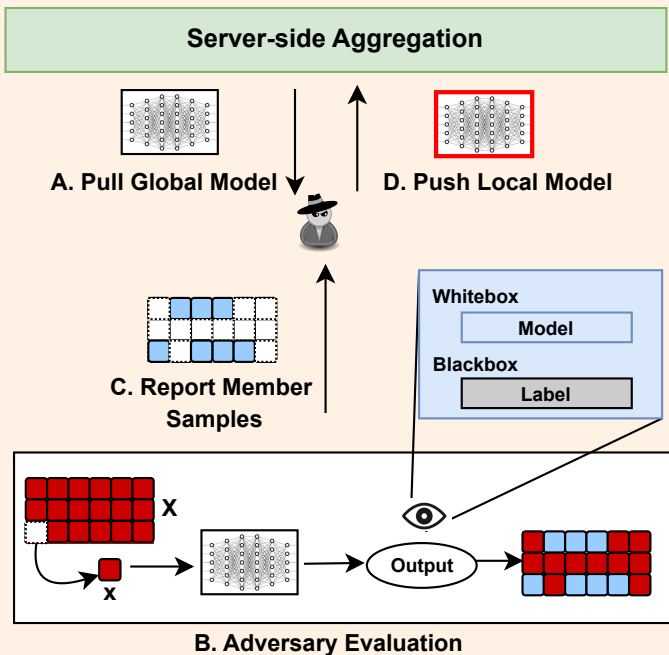 Server-side Aggregation
A. Pull Global Model
D. Push Local Model
Whitebox
Model
Blackbox
Label
C. Report Member
Samples
X
x
Output
B. Adversary Evaluation